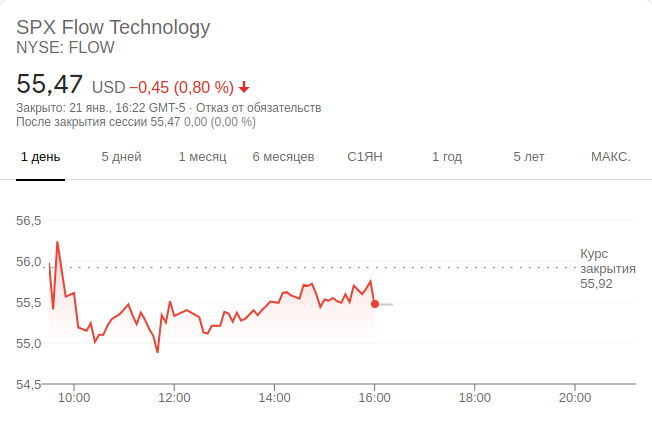 SPX Flow Technology
NYSE: FLOW
55,47 USD −0,45 (0,80 %)
Закрыто: 21 янв., 16:22 GMT-5 · Отказ от обязательств
После закрытия сессии 55,47 0,00 (0,00 %)
1 день 5 дней 1 месяц 6 месяцев С1ЯН 1 год 5 лет МАКС.
56,5
56,0
55,5
55,0
54,5
Курс
закрытия
55,92
10:00 12:00 14:00 16:00 18:00 20:00